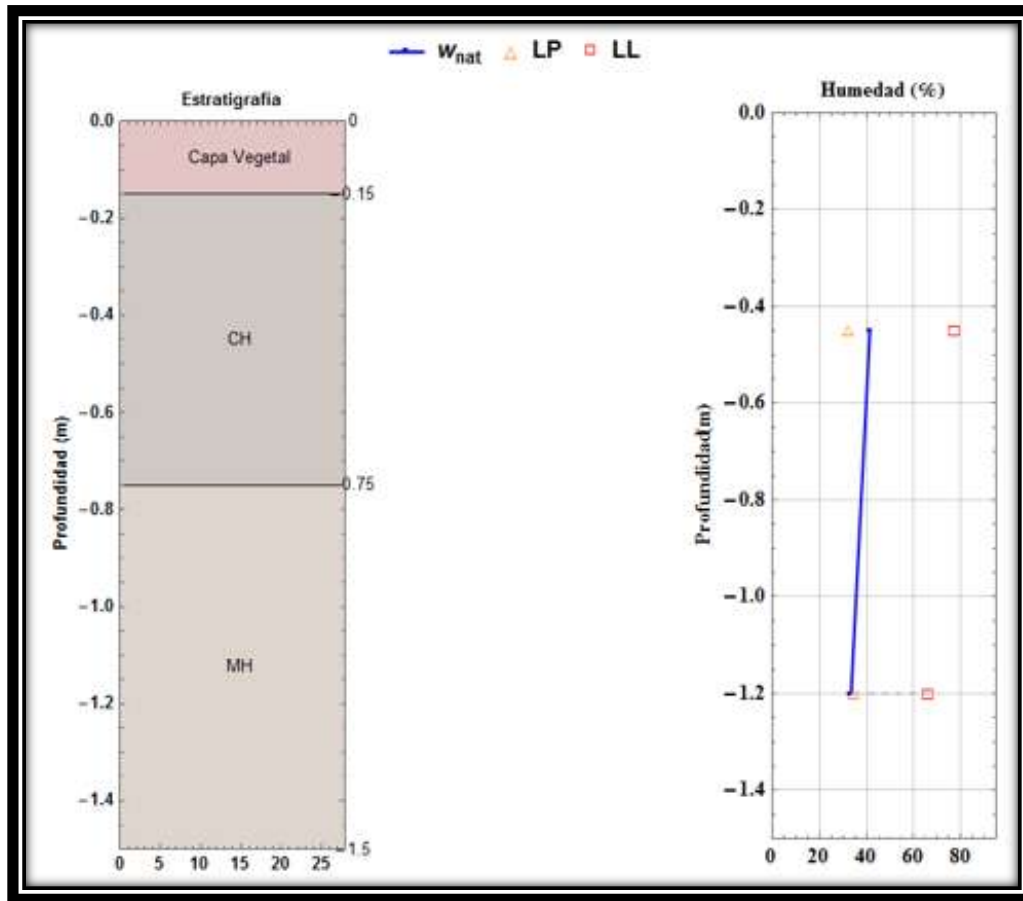 w_nat LP LL
Estratigrafia
0.0
-0.2
-0.4
-0.6
-0.8
-1.0
-1.2
-1.4
Profundidad (m)
Capa Vegetal
CH
MH
0
-0.15
0.75
-1.5
0 5 10 15 20 25
Humedad (%)
0.0
-0.2
-0.4
-0.6
-0.8
-1.0
-1.2
-1.4
Profundidad(m)
0 20 40 60 80